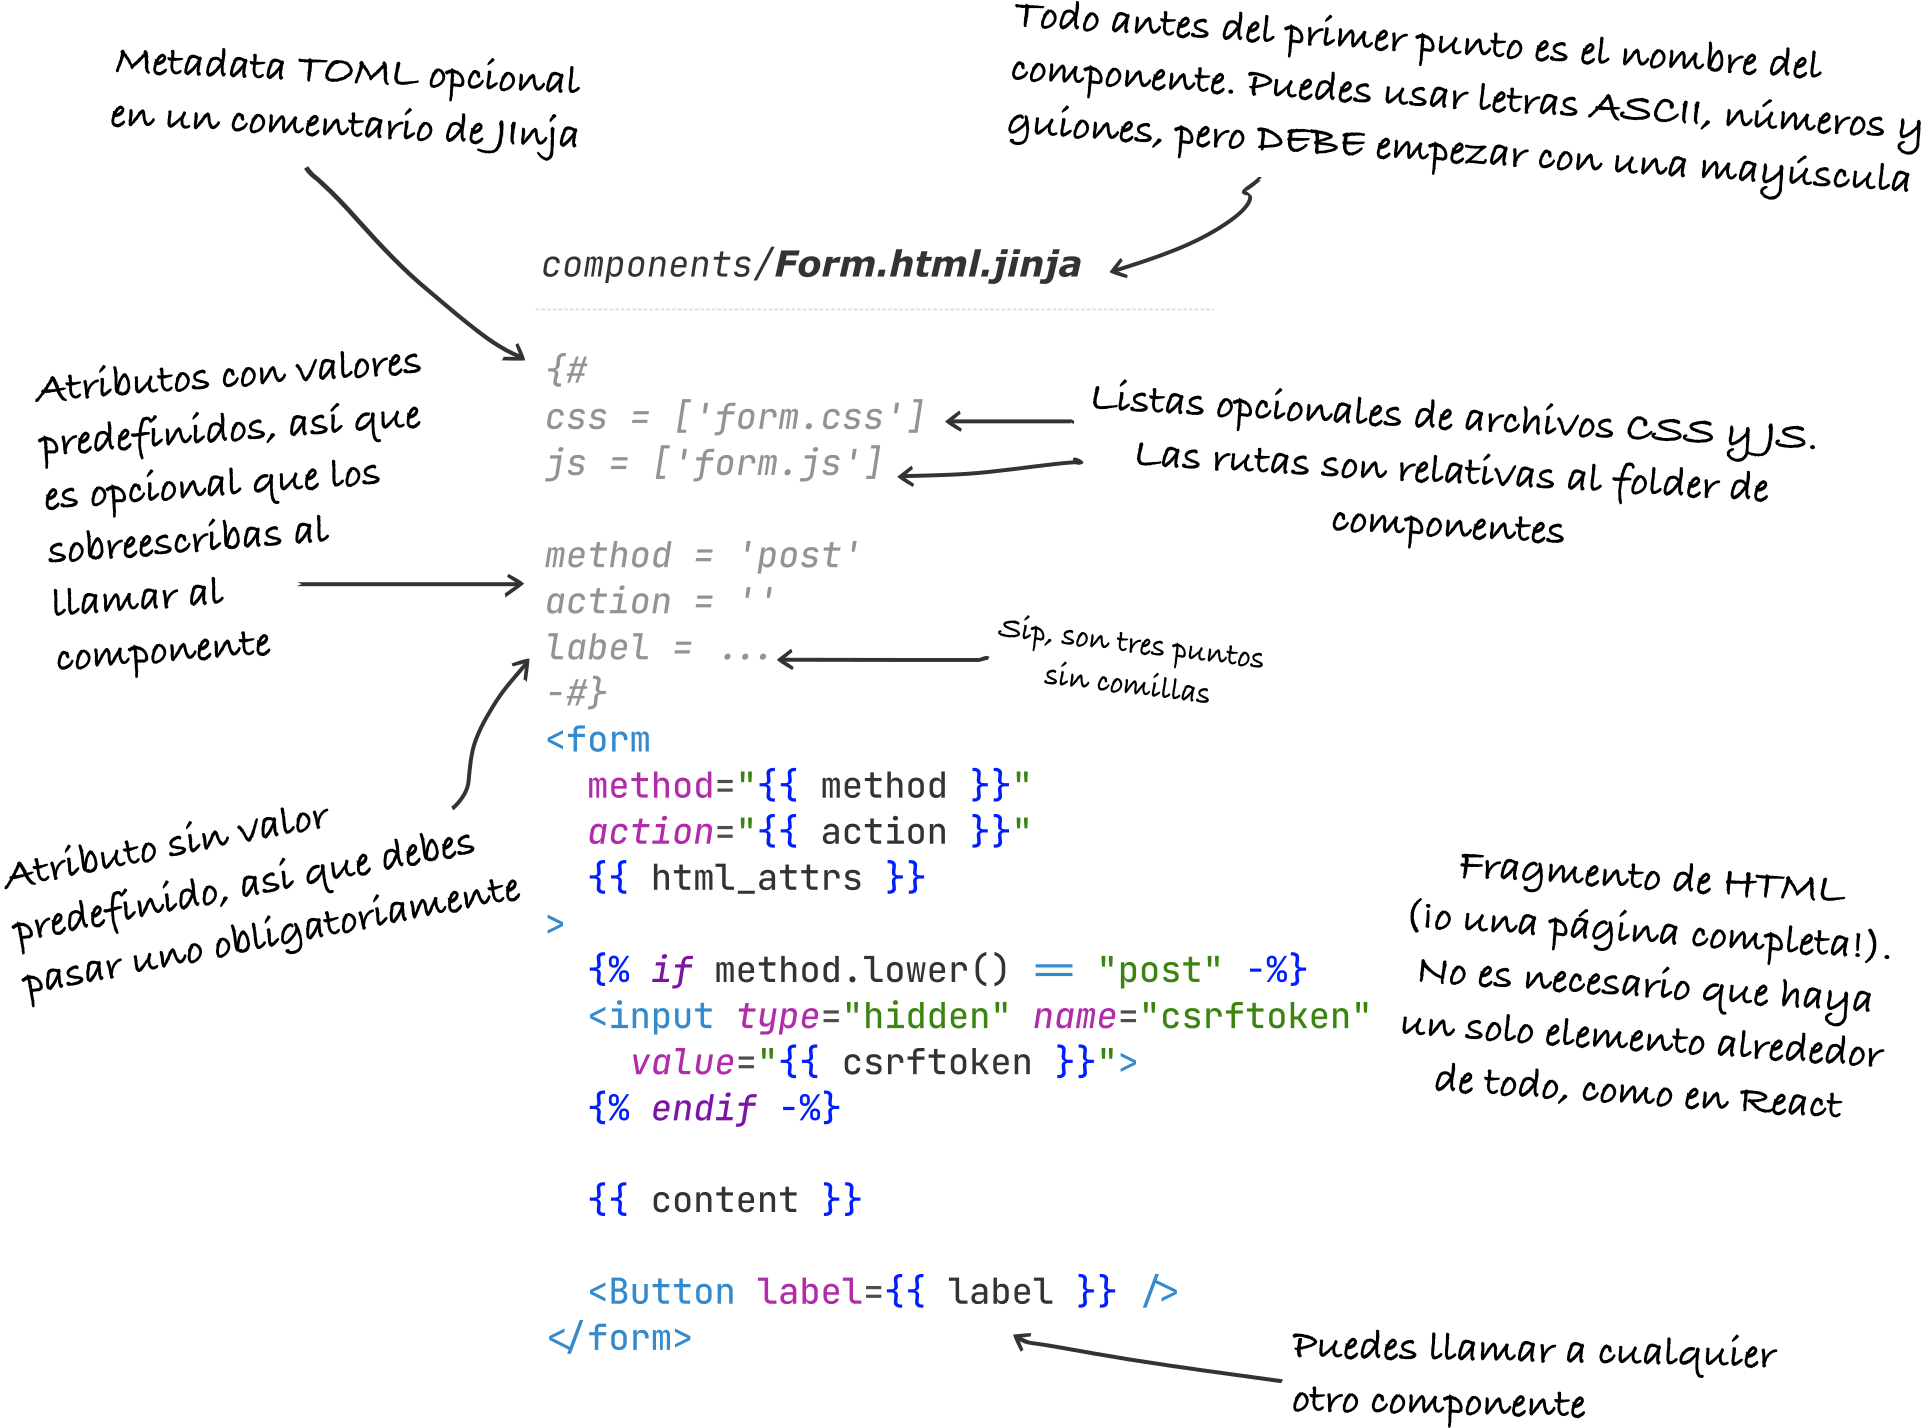 Metadata TOML opcional
en un comentario de JInja
Todo antes del primer punto es el nombre del
componente. Puedes usar letras ASCII, números y
guiones, pero DEBE empezar con una mayúscula
components/Form.html.jinja
Atributos con valores
predefinidos, así que
es opcional que los
sobreescribas al
llamar al
componente
{#
css = ['form.css']
js = ['form.js']
Listas opcionales de archivos CSS y JS.
Las rutas son relativas al folder de
componentes
method = 'post'
action = ''
label = ...
-#}
Síp, son tres puntos
sin comillas
Atributo sin valor
predefinido, así que debes
pasar uno obligatoriamente
<form
method="{{ method }}"
action="{{ action }}"
{{ html_attrs }}
>
{% if method.lower() == "post" -%}
<input type="hidden" name="csrftoken"
value="{{ csrftoken }}">
{% endif -%}
Fragmento de HTML
(¡o una página completa!).
No es necesario que haya
un solo elemento alrededor
de todo, como en React
{{ content }}
<Button label={{ label }} />
</form>
Puedes llamar a cualquier
otro componente